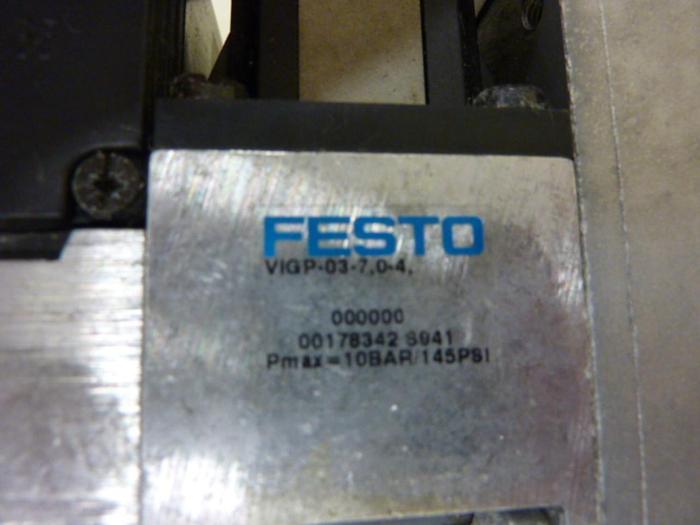 FESTO
VIGP-03-7,0-4,
000000
00178342 S941
Pmax=10BAR/145PSI